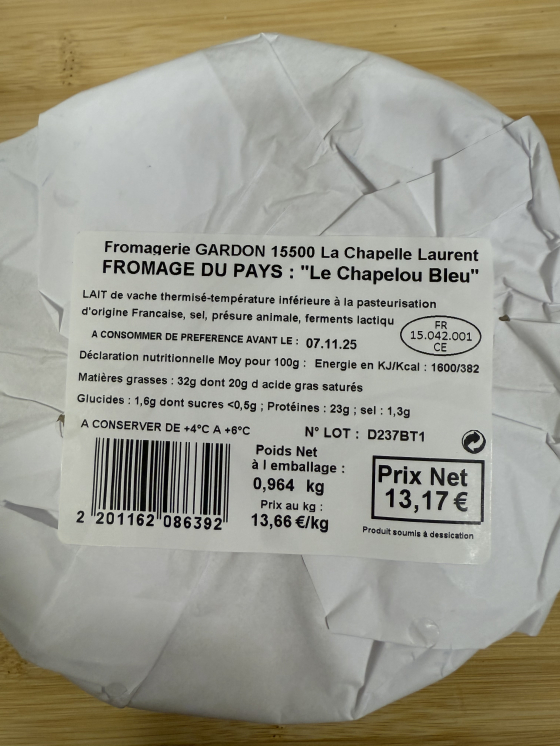 Fromagerie GARDON 15500 La Chapelle Laurent
FROMAGE DU PAYS : "Le Chapelou Bleu"
LAIT de vache thermisé-température inférieure à la pasteurisation
d'origine Francaise, sel, présure animale, ferments lactiqu
FR
15.042.001
CE
A CONSOMMER DE PREFERENCE AVANT LE : 07.11.25
Déclaration nutritionnelle Moy pour 100g : Energie en KJ/Kcal : 1600/382
Matières grasses : 32g dont 20g d acide gras saturés
Glucides : 1,6g dont sucres <0,5g ; Protéines : 23g ; sel : 1,3g
A CONSERVER DE +4°C A +6°C N° LOT : D237BT1
Poids Net
à l emballage :
0,964 kg
Prix au kg :
13,66 €/kg
Prix Net
13,17 €
2 201162 086392
Produit soumis à dessication